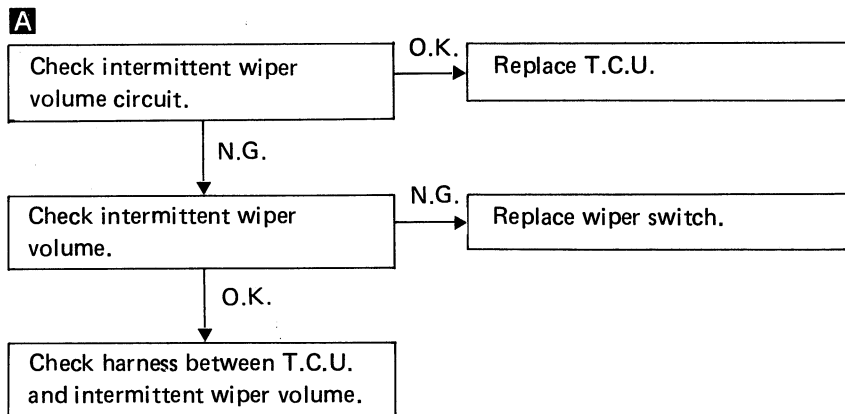 A
Check intermittent wiper
volume circuit.
O.K.
Replace T.C.U.
N.G.
Check intermittent wiper
volume.
N.G.
Replace wiper switch.
O.K.
Check harness between T.C.U.
and intermittent wiper volume.